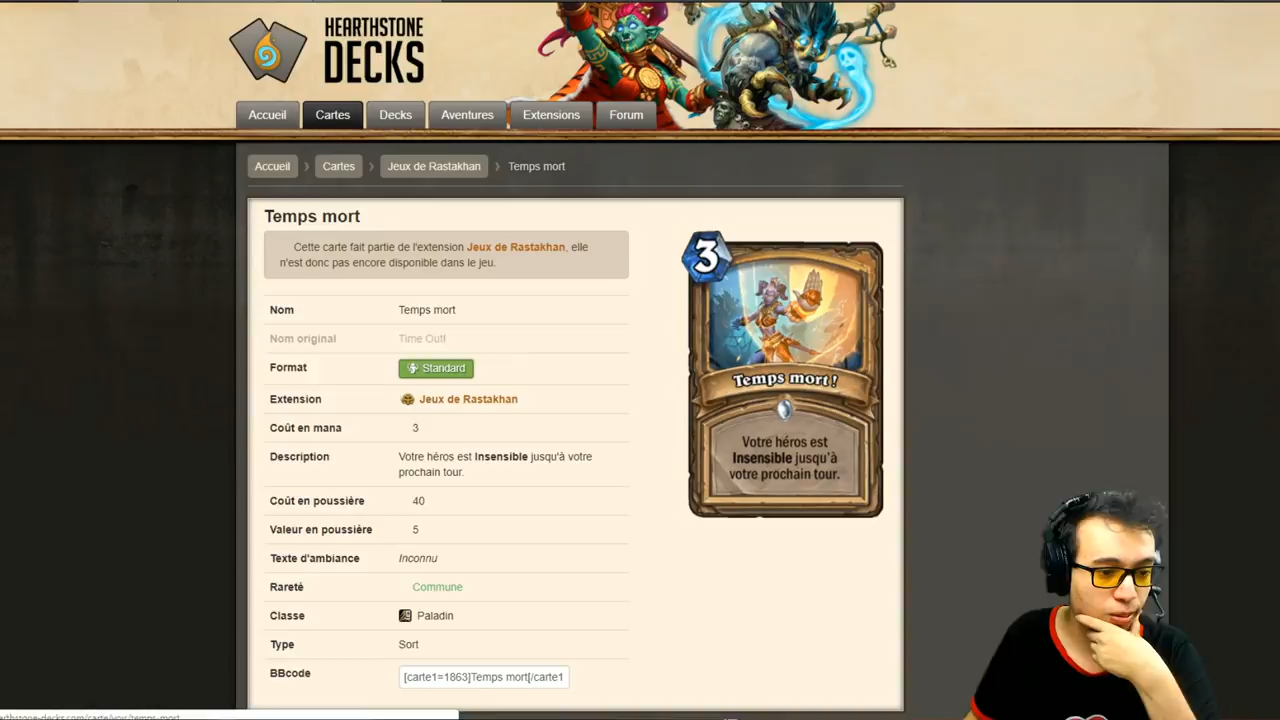 HEARTHSTONE
DECKS
Accueil
Cartes
Decks
Aventures
Extensions
Forum
Accueil
Cartes
Jeux de Rastakhan
Temps mort
Temps mort
Cette carte fait partie de l'extension Jeux de Rastakhan, elle
n'est donc pas encore disponible dans le jeu.
Nom Temps mort
Nom original Time Out!
Format Standard
Extension Jeux de Rastakhan
Coût en mana 3
Description Votre héros est Insensible jusqu'à votre
prochain tour.
Coût en poussière 40
Valeur en poussière 5
Texte d'ambiance Inconnu
Rareté Commune
Classe Paladin
Type Sort
BBcode [carte1=1863]Temps mort[/carte1
3
Temps mort !
Votre héros est
Insensible jusqu'à
votre prochain tour.